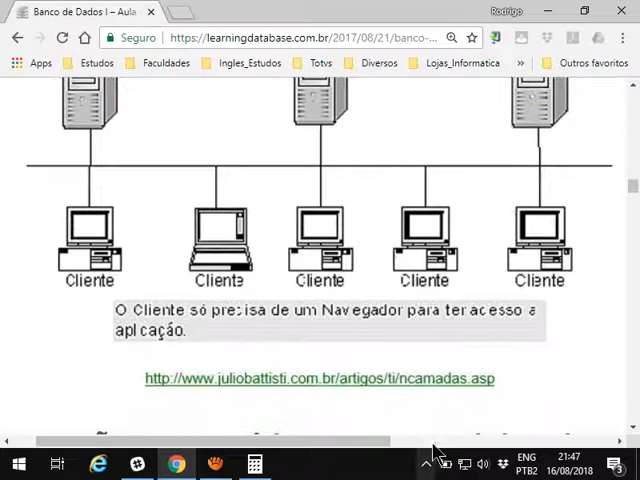 Banco de Dados I – Aula
Rodrigo
Seguro
https://learningdatabase.com.br/2017/08/21/banco-...
Apps
Estudos
Faculdades
Ingles_Estudos
Totvs
Diversos
Lojas_Informatica
»
Outros favoritos
Cliente
Cliente
Cliente
Cliente
Cliente
O Cliente só precisa de um Navegador para ter acesso a
aplicação.
http://www.juliobattisti.com.br/artigos/ti/ncamadas.asp
ENG
21:47
PTB2
16/08/2018
3